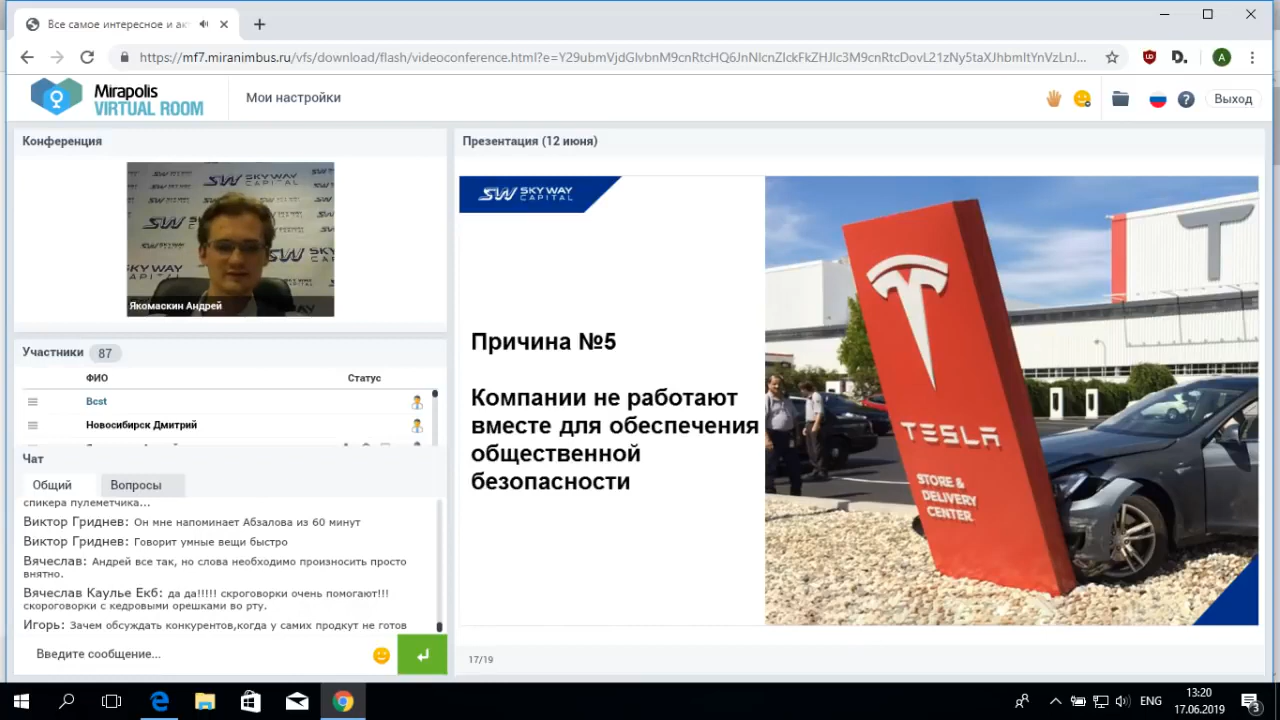 Все самое интересное и ак
https://mf7.miranimbus.ru/vfs/download/flash/videoconference.html?e=Y29ubmVjdGlvbnM9cnRtcHQ6JnNlcnZlckFkZHJlc3M9cnRtcDovL21zNy5taXJhbmltYnVzLnJ...
Mirapolis
VIRTUAL ROOM
Мои настройки
Выход
Конференция
SKY WAY
CAPITAL
Якомаскин Андрей
Участники 87
ФИО Статус
Bcst
Новосибирск Дмитрий
Чат
Общий Вопросы
спикера пулеметчика...
Виктор Гриднев: Он мне напоминает Абзалова из 60 минут
Виктор Гриднев: Говорит умные вещи быстро
Вячеслав: Андрей все так, но слова необходимо произносить просто
внятно.
Вячеслав Каулье Екб: да да!!!!! скроговорки очень помогают!!!
скороговорки с кедровыми орешками во рту.
Игорь: Зачем обсуждать конкурентов,когда у самих продкут не готов
Введите сообщение...
Презентация (12 июня)
SW SKY WAY
CAPITAL
Причина №5
Компании не работают
вместе для обеспечения
общественной
безопасности
TESLA
STORE &
DELIVERY
CENTER
17/19
ENG
13:20
17.06.2019
3